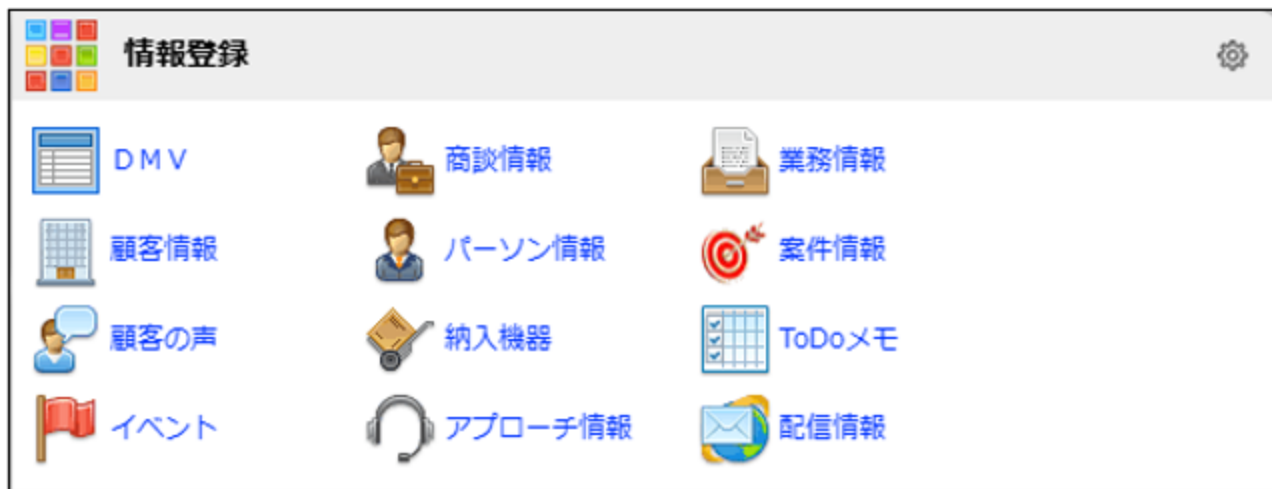 情報登録
ＤＭＶ 商談情報 業務情報
顧客情報 パーソン情報 案件情報
顧客の声 納入機器 ToDoメモ
イベント アプローチ情報 配信情報